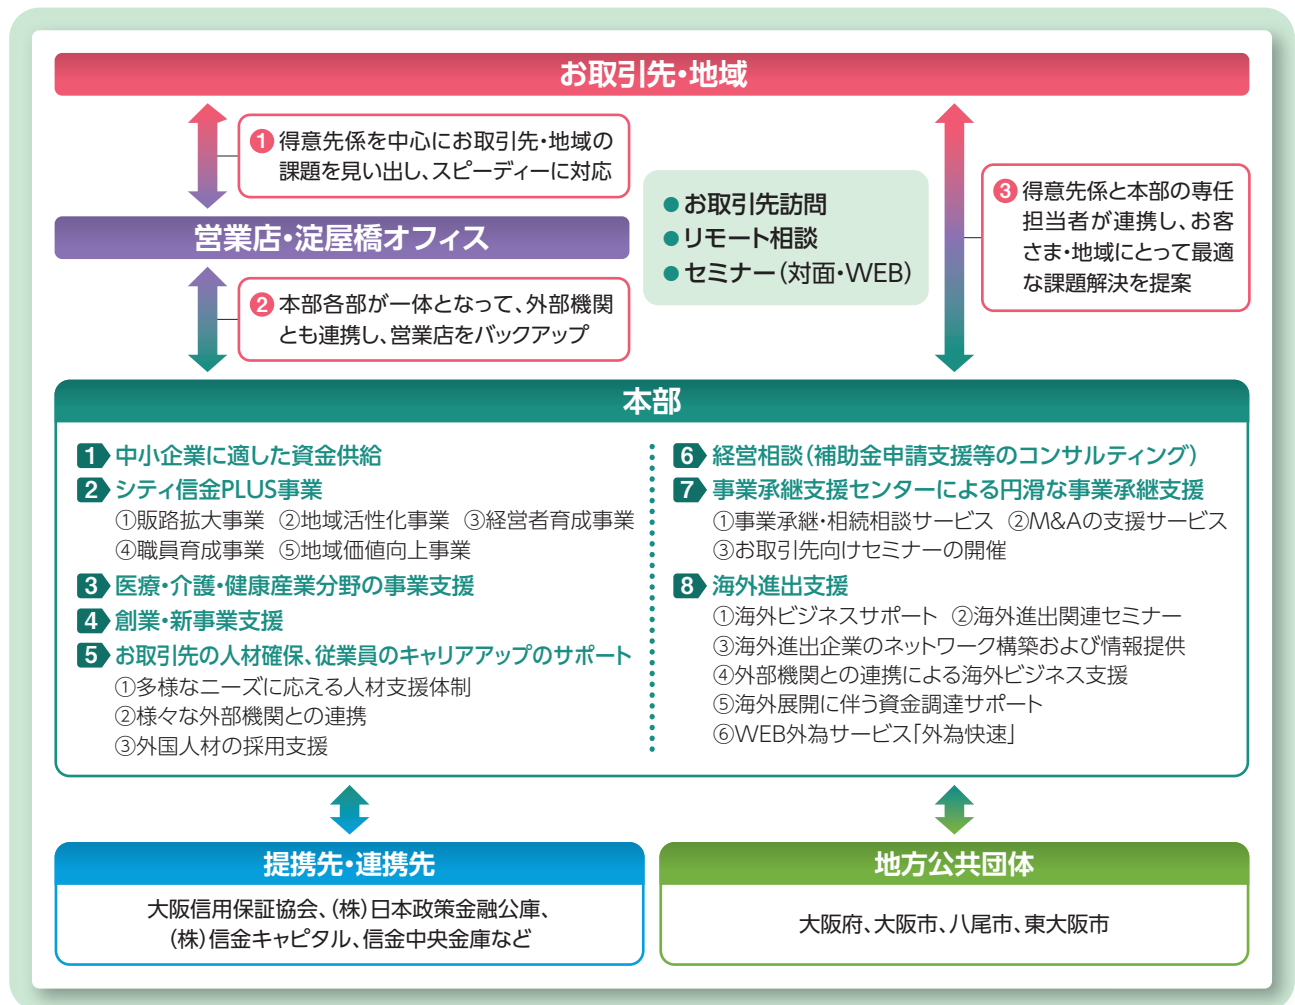 お取引先・地域
❶ 得意先係を中心にお取引先・地域の
課題を見い出し、スピーディーに対応
営業店・淀屋橋オフィス
❷ 本部各部が一体となって、外部機関
とも連携し、営業店をバックアップ
● お取引先訪問
● リモート相談
● セミナー（対面・WEB）
❸ 得意先係と本部の専任
担当者が連携し、お客
さま・地域にとって最適
な課題解決を提案
本部
1 中小企業に適した資金供給
2 シティ信金PLUS事業
①販路拡大事業 ②地域活性化事業 ③経営者育成事業
④職員育成事業 ⑤地域価値向上事業
3 医療・介護・健康産業分野の事業支援
4 創業・新事業支援
5 お取引先の人材確保、従業員のキャリアアップのサポート
①多様なニーズに応える人材支援体制
②様々な外部機関との連携
③外国人材の採用支援
6 経営相談（補助金申請支援等のコンサルティング）
7 事業承継支援センターによる円滑な事業承継支援
①事業承継・相続相談サービス ②M&Aの支援サービス
③お取引先向けセミナーの開催
8 海外進出支援
①海外ビジネスサポート ②海外進出関連セミナー
③海外進出企業のネットワーク構築および情報提供
④外部機関との連携による海外ビジネス支援
⑤海外展開に伴う資金調達サポート
⑥WEB外為サービス「外為快速」
提携先・連携先
大阪信用保証協会、（株）日本政策金融公庫、
（株）信金キャピタル、信金中央金庫など
地方公共団体
大阪府、大阪市、八尾市、東大阪市